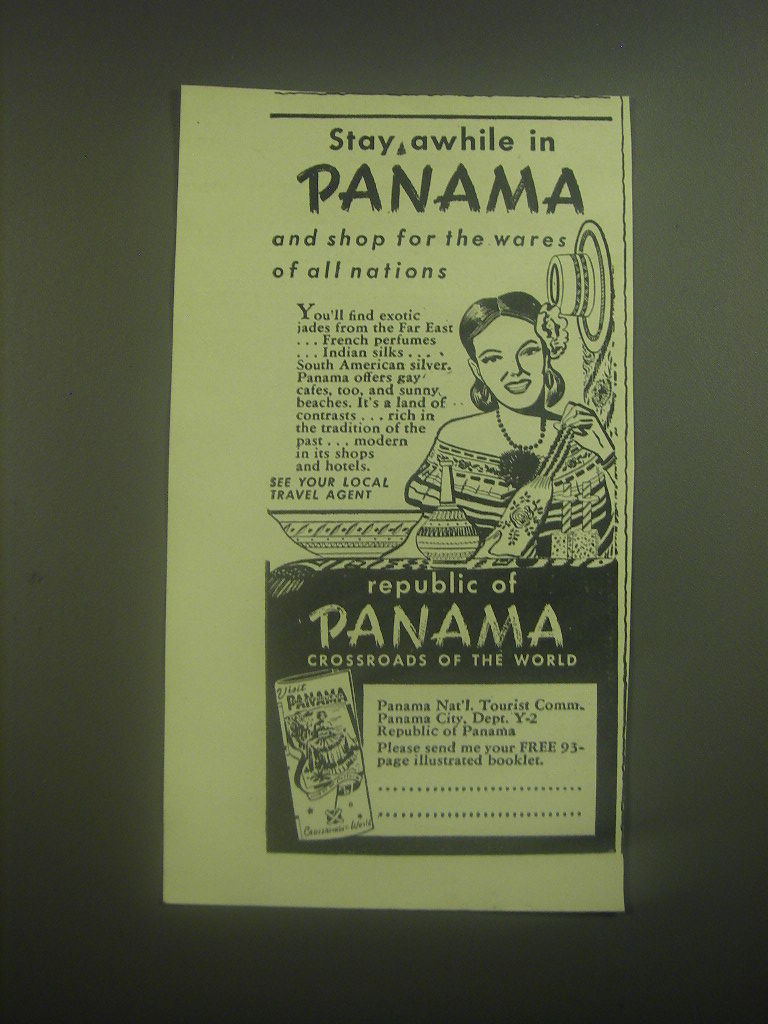 Stay awhile in
PANAMA
and shop for the wares
of all nations
You'll find exotic
jades from the Far East
... French perfumes
... Indian silks ...
South American silver.
Panama offers gay
cafes, too, and sunny
beaches. It's a land of
contrasts ... rich in
the tradition of the
past ... modern
in its shops
and hotels.
SEE YOUR LOCAL
TRAVEL AGENT
republic of
PANAMA
CROSSROADS OF THE WORLD
Visit
PANAMA
Crossroads of the World
Panama Nat'l. Tourist Comm.
Panama City, Dept. Y-2
Republic of Panama
Please send me your FREE 93-
page illustrated booklet.